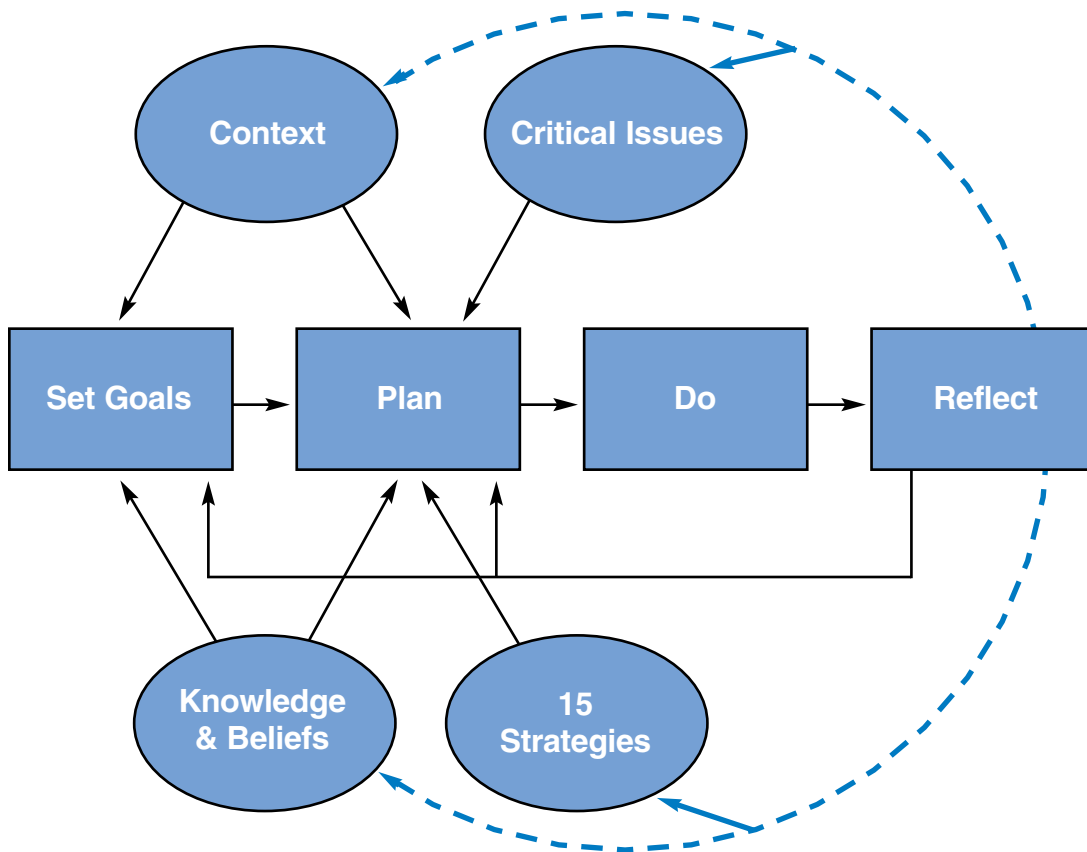 Context
Critical Issues
Set Goals
Plan
Do
Reflect
Knowledge
& Beliefs
15
Strategies